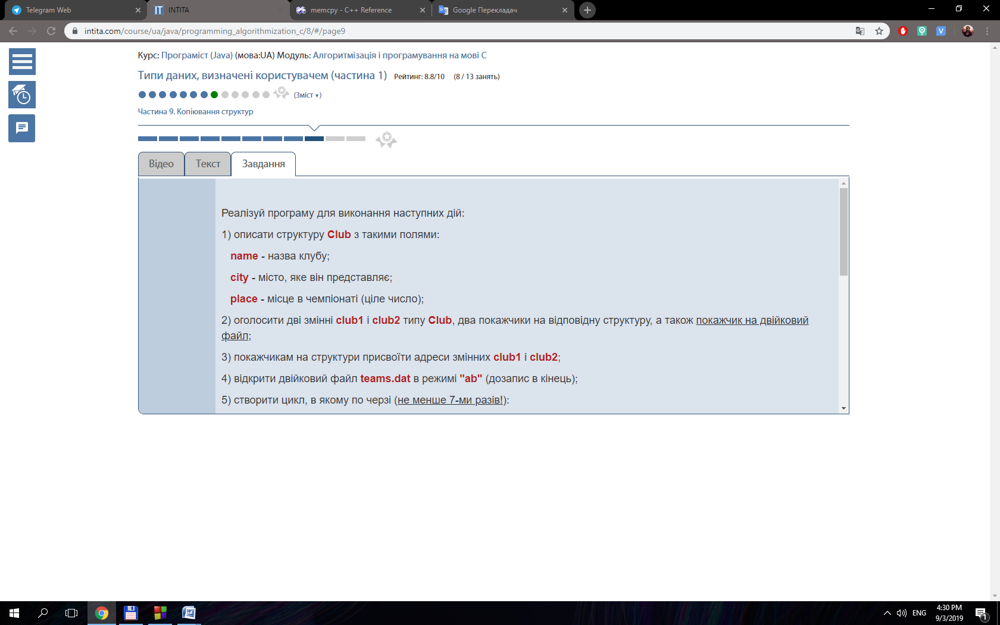 Telegram Web
INTITA
memcpy - C++ Reference
Google Перекладач
intita.com/course/ua/java/programming_algorithmization_c/8/#/page9
Курс: Програміст (Java) (мова:UA) Модуль: Алгоритмізація і програмування на мові C
Типи даних, визначені користувачем (частина 1) Рейтинг: 8.8/10 (8 / 13 занять)
(Зміст ▾)
Частина 9. Копіювання структур
Відео
Текст
Завдання
Реалізуй програму для виконання наступних дій:
1) описати структуру Club з такими полями:
name - назва клубу;
city - місто, яке він представляє;
place - місце в чемпіонаті (ціле число);
2) оголосити дві змінні club1 і club2 типу Club, два покажчики на відповідну структуру, а також покажчик на двійковий
файл;
3) покажчикам на структури присвоїти адреси змінних club1 і club2;
4) відкрити двійковий файл teams.dat в режимі "ab" (дозапис в кінець);
5) створити цикл, в якому по черзі (не менше 7-ми разів!):
ENG
4:30 PM
9/3/2019
1